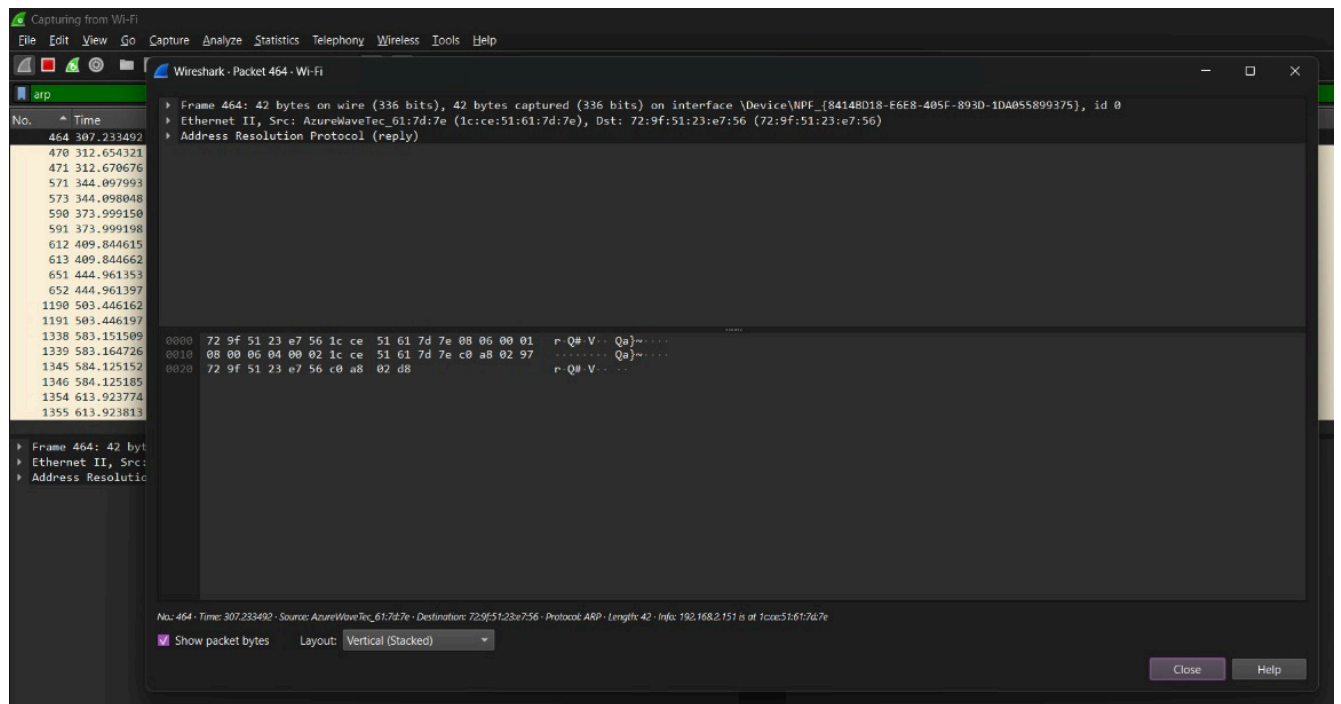 Capturing from Wi-Fi
File Edit View Go Capture Analyze Statistics Telephony Wireless Tools Help
Wireshark · Packet 464 · Wi-Fi
arp
No. Time
464 307.233492
470 312.654321
471 312.670676
571 344.097993
573 344.098048
590 373.999150
591 373.999198
612 409.844615
613 409.844662
651 444.961353
652 444.961397
1190 503.446162
1191 503.446197
1338 583.151509
1339 583.164726
1345 584.125152
1346 584.125185
1354 613.923774
1355 613.923813
Frame 464: 42 byt
Ethernet II, Src:
Address Resolutio
Frame 464: 42 bytes on wire (336 bits), 42 bytes captured (336 bits) on interface \Device\NPF_{8414BD18-E6E8-405F-893D-1DA055899375}, id 0
Ethernet II, Src: AzureWaveTec_61:7d:7e (1c:ce:51:61:7d:7e), Dst: 72:9f:51:23:e7:56 (72:9f:51:23:e7:56)
Address Resolution Protocol (reply)
0000 72 9f 51 23 e7 56 1c ce 51 61 7d 7e 08 06 00 01 r·Q#·V·· Qa}~····
0010 08 00 06 04 00 02 1c ce 51 61 7d 7e c0 a8 02 97 ········ Qa}~····
0020 72 9f 51 23 e7 56 c0 a8 02 d8 r·Q#·V·· ··
No.: 464 · Time: 307.233492 · Source: AzureWaveTec_61:7d:7e · Destination: 72:9f:51:23:e7:56 · Protocol: ARP · Length: 42 · Info: 192.168.2.151 is at 1c:ce:51:61:7d:7e
Show packet bytes Layout: Vertical (Stacked)
Close Help